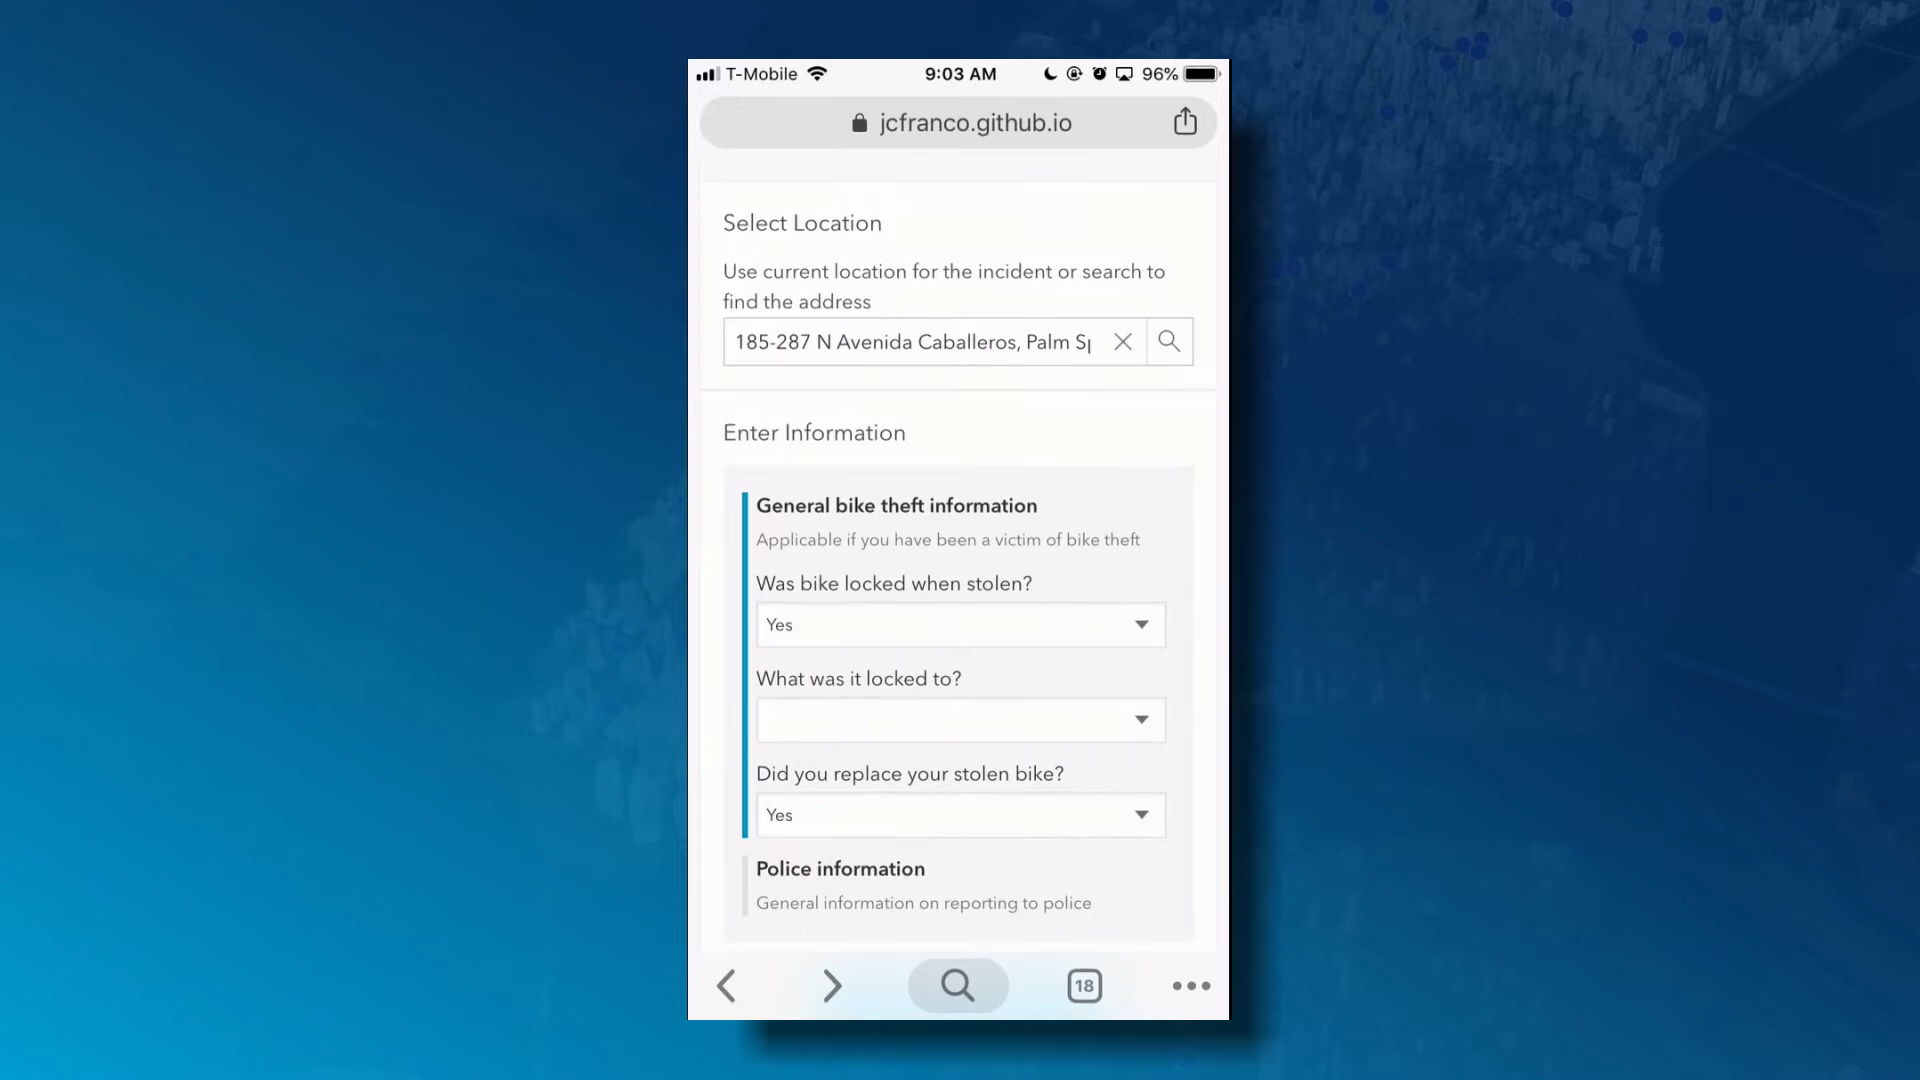 T-Mobile 9:03 AM 96%
jcfranco.github.io
Select Location
Use current location for the incident or search to
find the address
185-287 N Avenida Caballeros, Palm
Enter Information
General bike theft information
Applicable if you have been a victim of bike theft
Was bike locked when stolen?
Yes
What was it locked to?
Did you replace your stolen bike?
Yes
Police information
General information on reporting to police
18